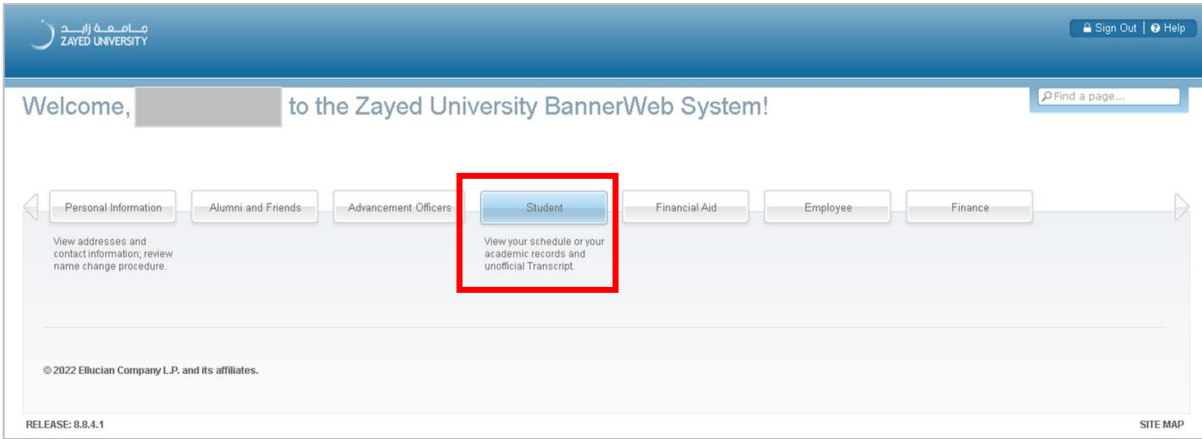 جامعة زايد
ZAYED UNIVERSITY
Sign Out | Help
Welcome, to the Zayed University BannerWeb System!
Find a page...
Personal Information
Alumni and Friends
Advancement Officers
Student
Financial Aid
Employee
Finance
View addresses and
contact information; review
name change procedure.
View your schedule or your
academic records and
unofficial Transcript.
© 2022 Ellucian Company L.P. and its affiliates.
RELEASE: 8.8.4.1
SITE MAP